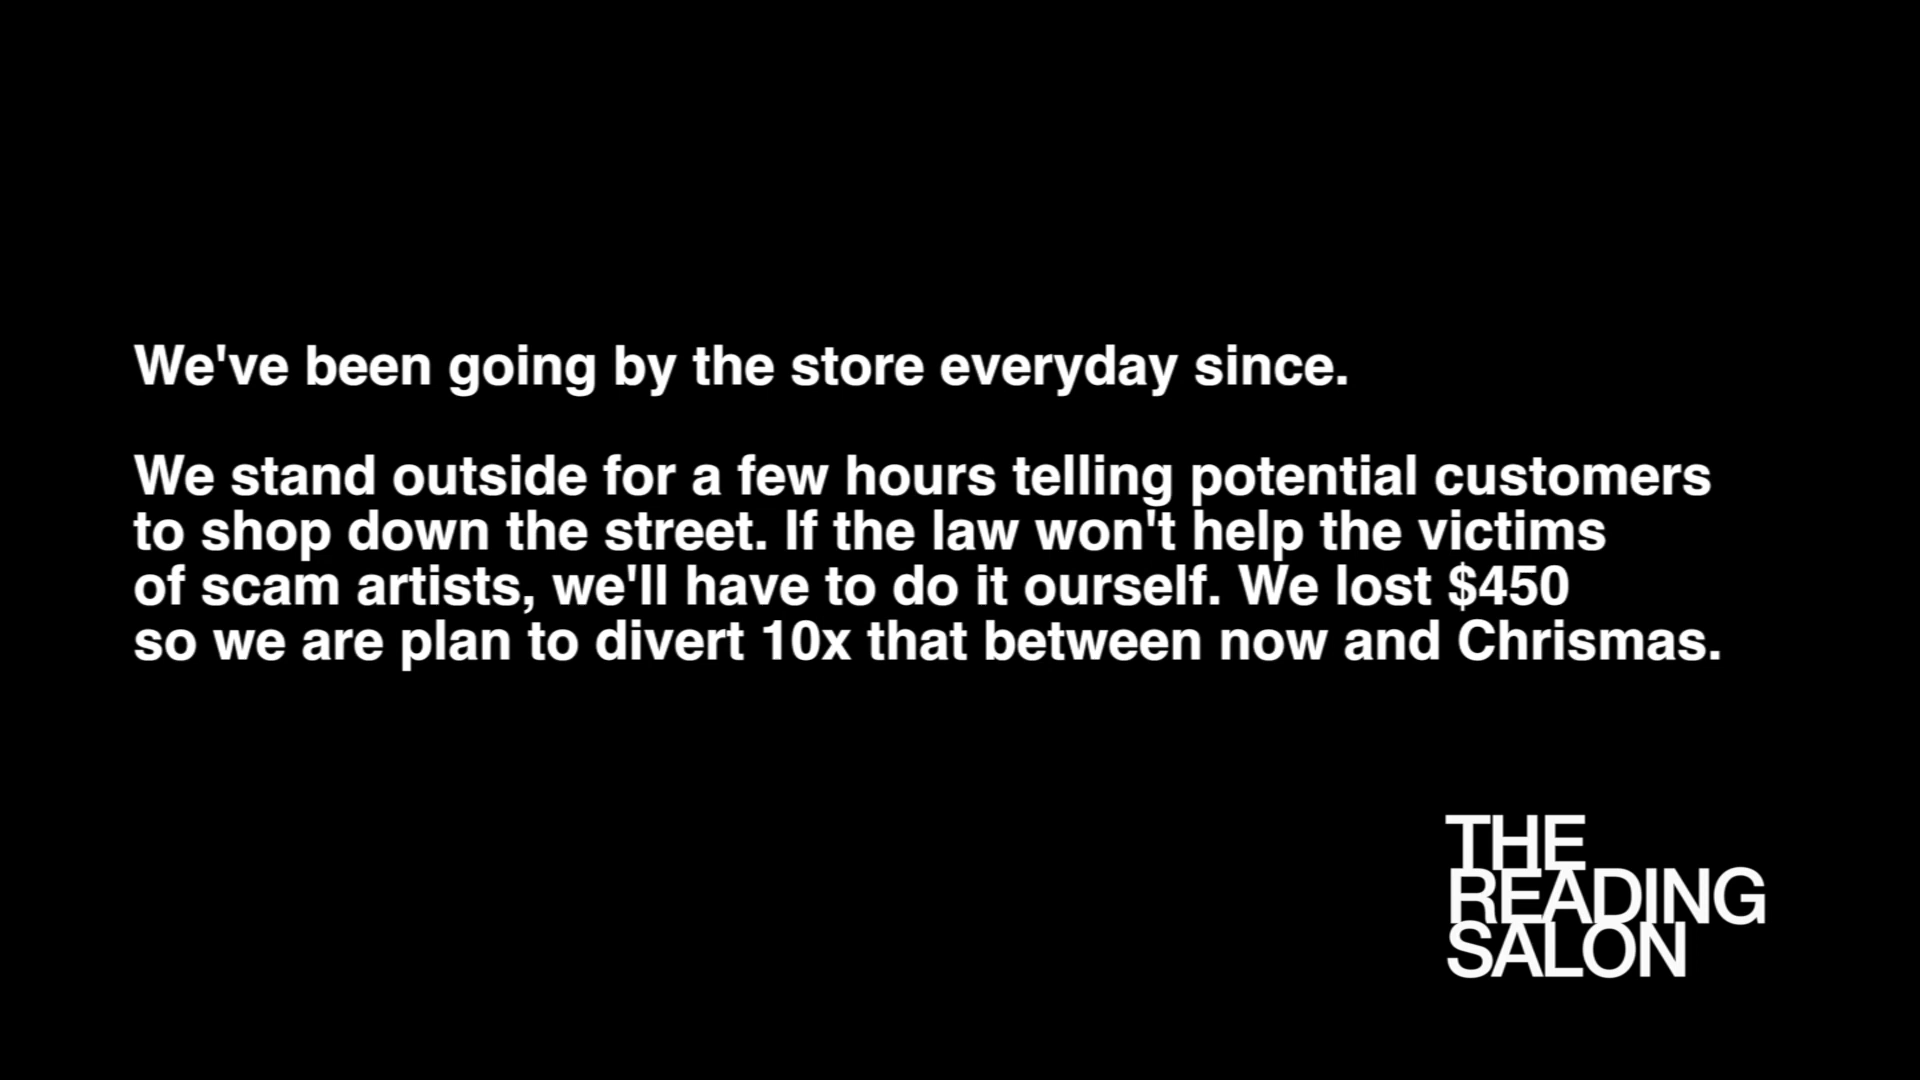 We've been going by the store everyday since.
We stand outside for a few hours telling potential customers
to shop down the street. If the law won't help the victims
of scam artists, we'll have to do it ourself. We lost $450
so we are plan to divert 10x that between now and Chrismas.
THE
READING
SALON